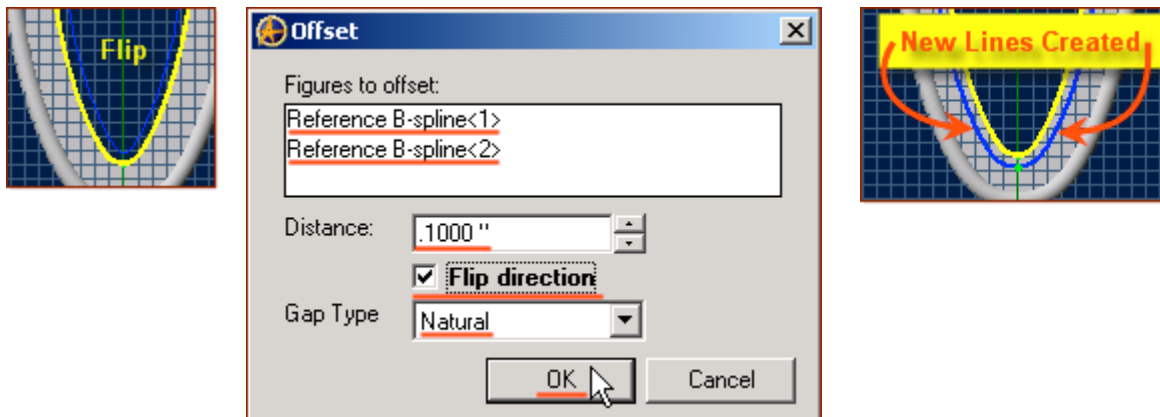 Flip
Offset
Figures to offset:
Reference B-spline<1>
Reference B-spline<2>
Distance:
.1000 "
Flip direction
Gap Type
Natural
OK
Cancel
New Lines Created